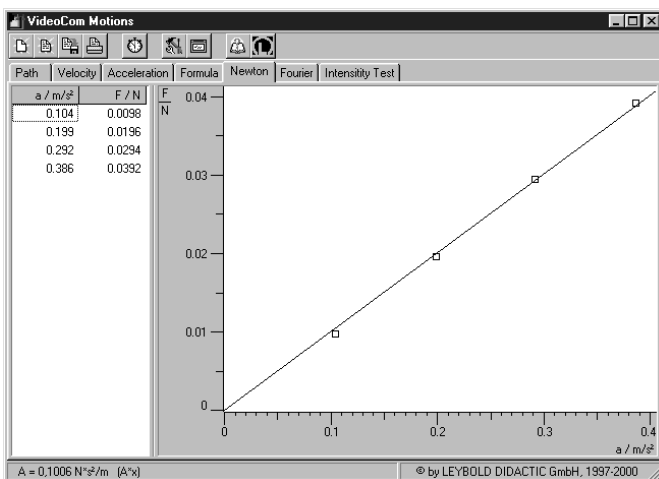 VideoCom Motions
Path Velocity Acceleration Formula Newton Fourier Intensitity Test
a / m/s² F / N
0.104 0.0098
0.199 0.0196
0.292 0.0294
0.386 0.0392
F
N
0.04
0.03
0.02
0.01
0
0 0.1 0.2 0.3 0.4
a / m/s²
A = 0,1006 N*s²/m (A*x) © by LEYBOLD DIDACTIC GmbH, 1997-2000